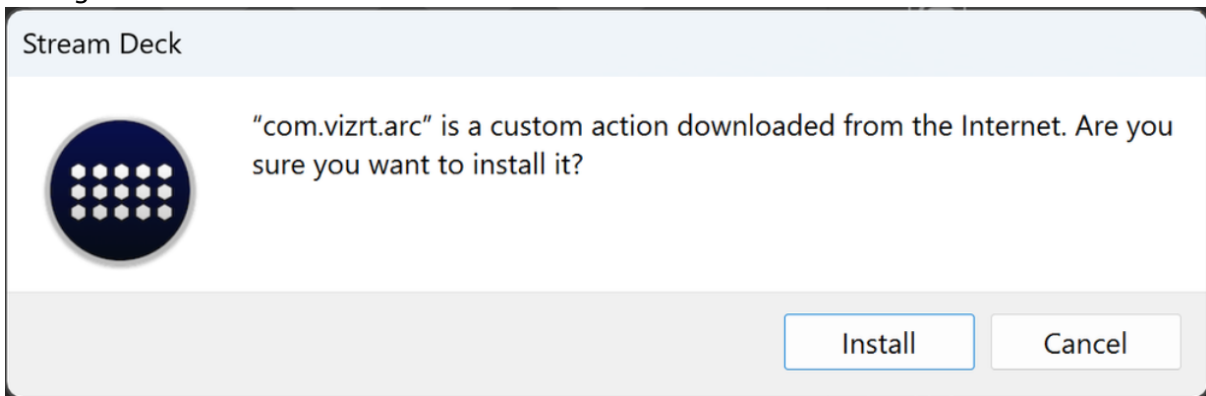 Stream Deck
“com.vizrt.arc” is a custom action downloaded from the Internet. Are you
sure you want to install it?
Install
Cancel